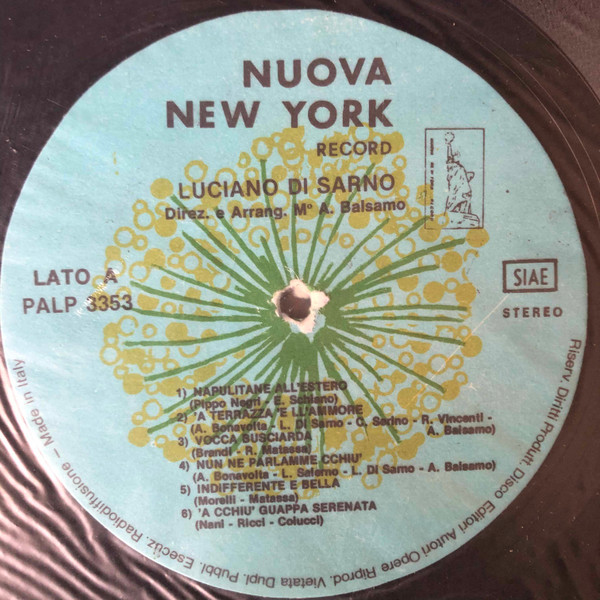 NUOVA
NEW YORK
RECORD
LUCIANO DI SARNO
Direz. e Arrang. Mº A. Balsamo
LATO A
PALP 3353
SIAE
STEREO
1) NAPULITANE ALL'ESTERO
(Pippo Negri - E. Schiano)
2) 'A TERRAZZA 'E LL'AMMORE
(A. Bonavolta - L. Di Sarno - C. Sarino - R. Vincenti -
A. Balsamo)
3) VOCCA BUSCIARDA
(Brandi - R. Matassa)
4) NUN NE PARLAMME CCHIU'
(A. Bonavolta - L. Salerno - L. Di Sarno - A. Balsamo)
5) INDIFFERENTE E BELLA
(Morelli - Matassa)
6) 'A CCHIU' GUAPPA SERENATA
(Nani - Ricci - Colucci)
Riserv. Diritti Produt. Disco Editori Autori Opere Riprod. Vietata Dupl. Pubbl. Esecuz. Radiodiffusione - Made in Italy